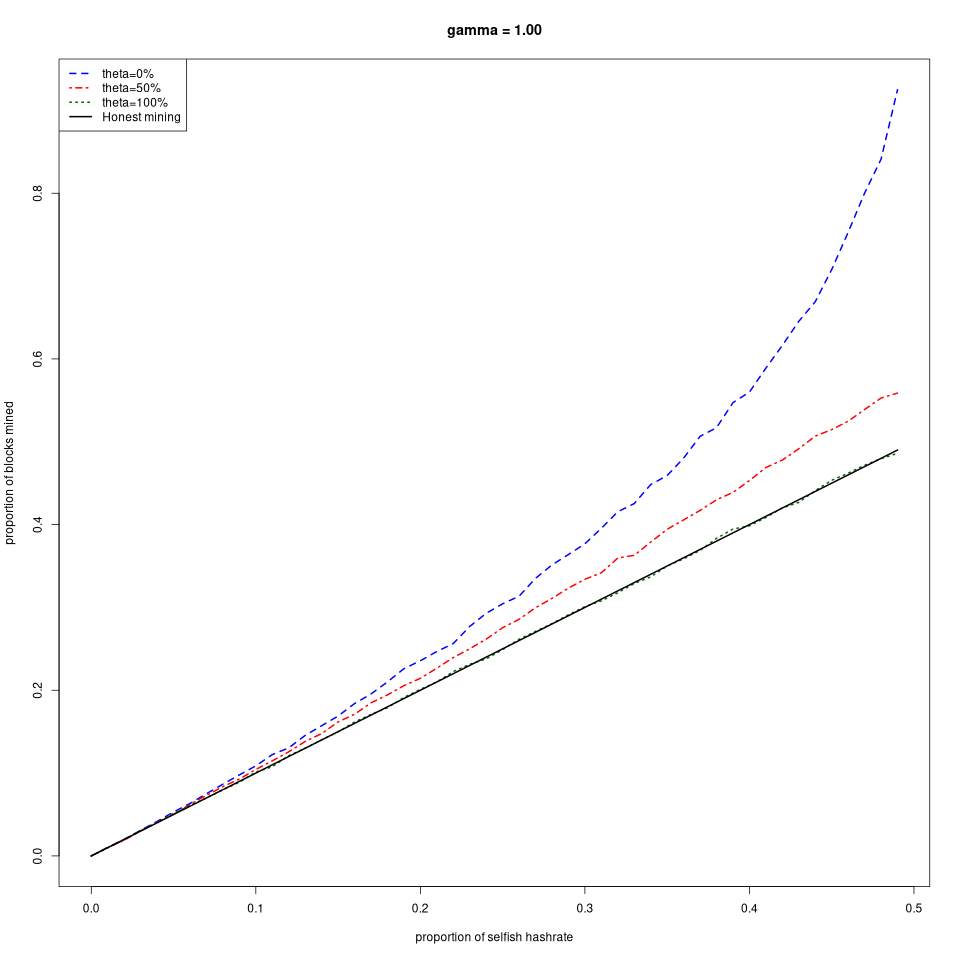 gamma = 1.00
theta=0%
theta=50%
theta=100%
Honest mining
proportion of blocks mined
0.8
0.6
0.4
0.2
0.0
0.0 0.1 0.2 0.3 0.4 0.5
proportion of selfish hashrate